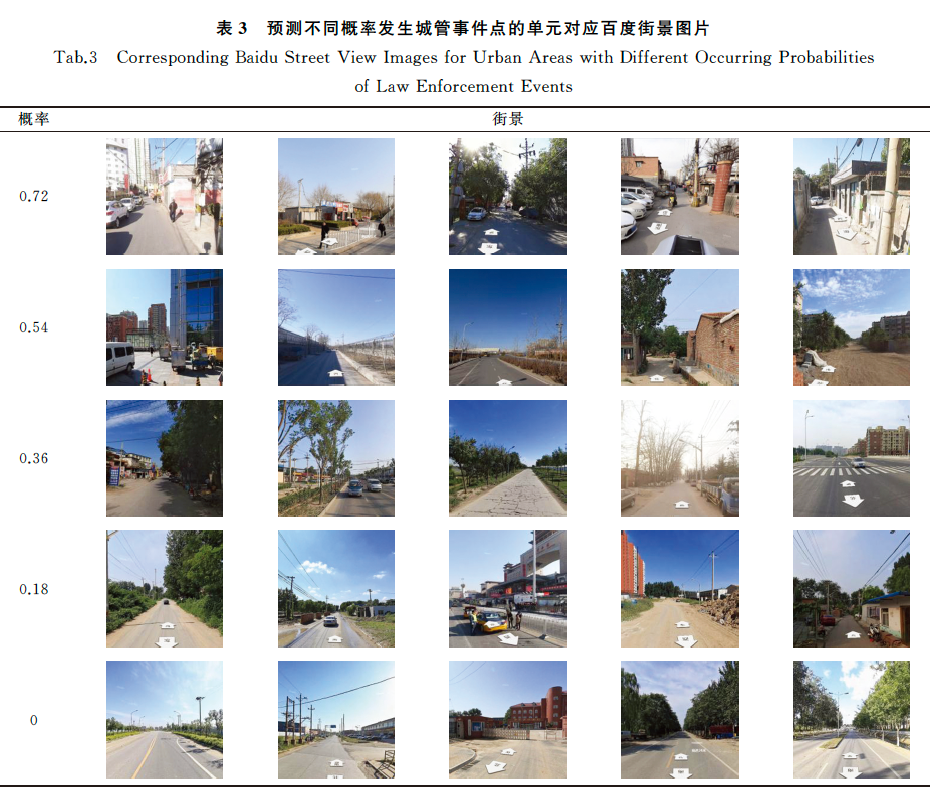 表 3 预测不同概率发生城管事件点的单元对应百度街景图片
Tab.3 Corresponding Baidu Street View Images for Urban Areas with Different Occurring Probabilities
of Law Enforcement Events
概率 街景
0.72
0.54
0.36
0.18
0